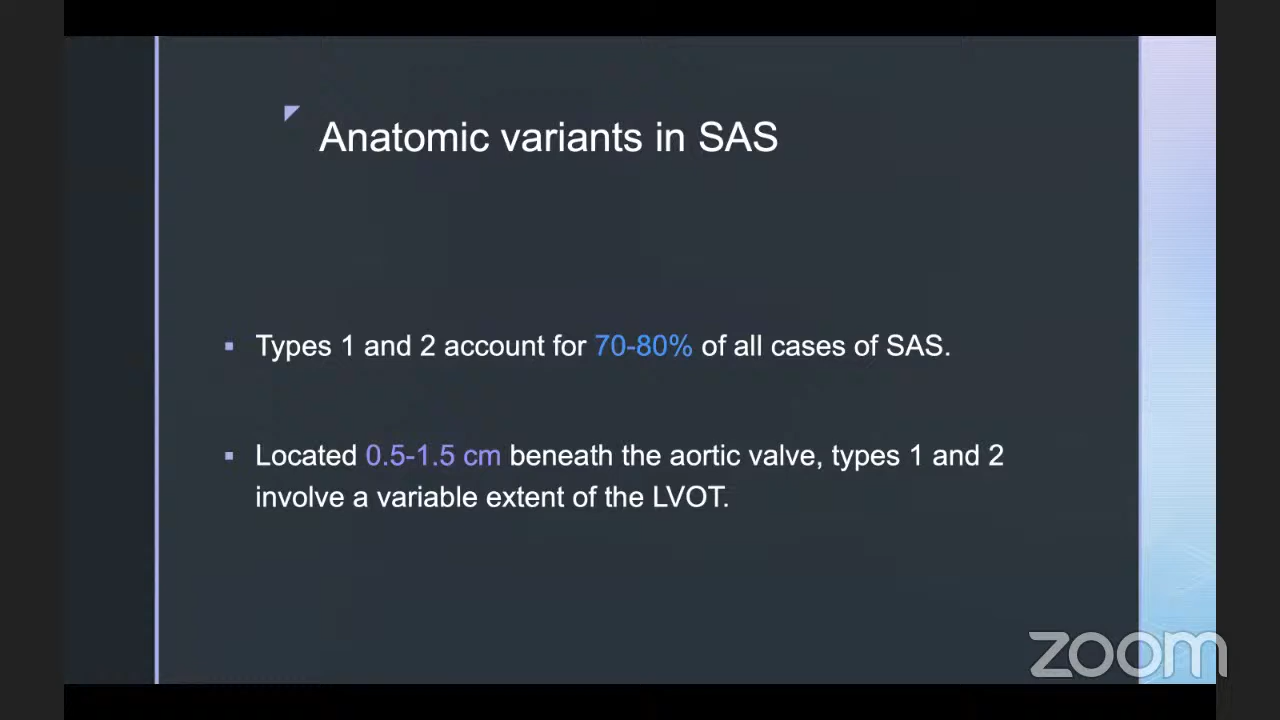 Anatomic variants in SAS
Types 1 and 2 account for 70-80% of all cases of SAS.
Located 0.5-1.5 cm beneath the aortic valve, types 1 and 2
involve a variable extent of the LVOT.
zoom